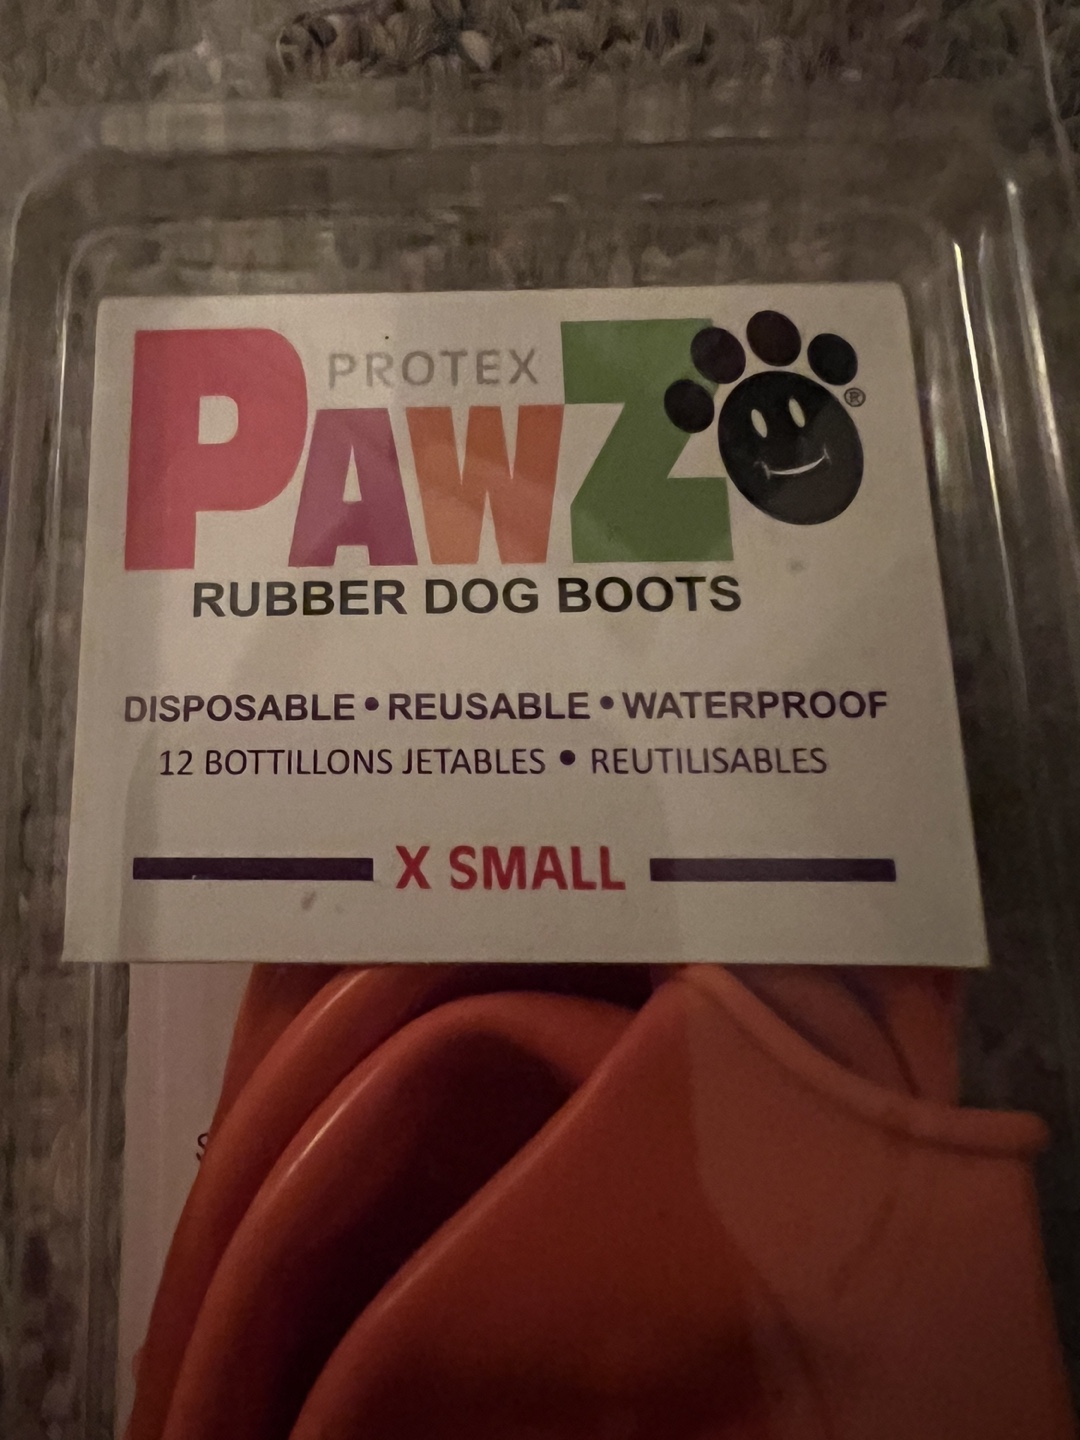 PROTEX
PAWZ ®
RUBBER DOG BOOTS
DISPOSABLE • REUSABLE • WATERPROOF
12 BOTTILLONS JETABLES • REUTILISABLES
X SMALL